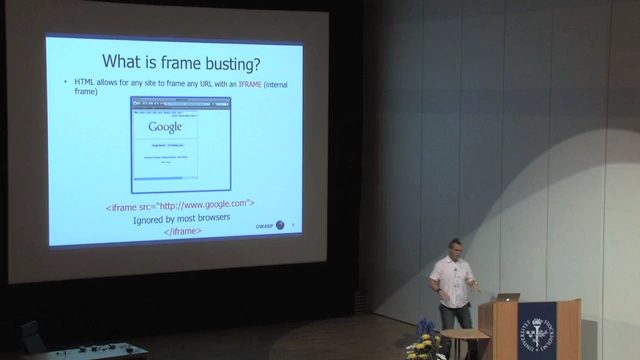 What is frame busting?
• HTML allows for any site to frame any URL with an IFRAME (internal
frame)
Google
<iframe src="http://www.google.com">
Ignored by most browsers
</iframe>
OWASP